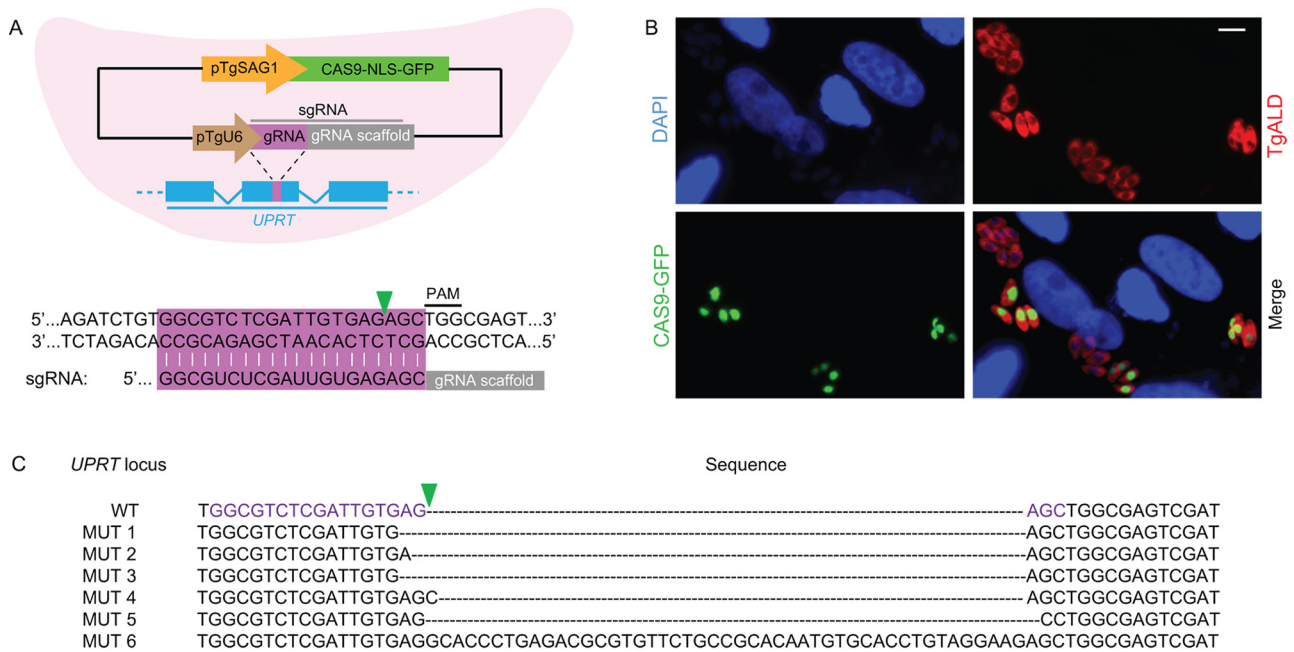 A
pTgSAG1 CAS9-NLS-GFP
sgRNA
pTgU6 gRNA gRNA scaffold
UPRT
PAM
5'...AGATCTGTGGCGTCTCGATTGTGAGAGCTGGCGAGT...3'
3'...TCTAGACACCGCAGAGCTAACACTCTCGACCGCTCA...5'
sgRNA: 5'... GGCGUCUCGAUUGUGAGAGC gRNA scaffold
B
DAPI
TgALD
CAS9-GFP
Merge
C UPRT locus Sequence
WT TGGCGTCTCGATTGTGAG-------------------------------------------------AGCTGGCGAGTCGAT
MUT 1 TGGCGTCTCGATTGTG---------------------------------------------------AGCTGGCGAGTCGAT
MUT 2 TGGCGTCTCGATTGTGA--------------------------------------------------AGCTGGCGAGTCGAT
MUT 3 TGGCGTCTCGATTGTG---------------------------------------------------AGCTGGCGAGTCGAT
MUT 4 TGGCGTCTCGATTGTGAGC------------------------------------------------AGCTGGCGAGTCGAT
MUT 5 TGGCGTCTCGATTGTGAG--------------------------------------------------CCTGGCGAGTCGAT
MUT 6 TGGCGTCTCGATTGTGAGGCACCCTGAGACGCGTGTTCTGCCGCACAATGTGCACCTGTAGGAAGAGCTGGCGAGTCGAT